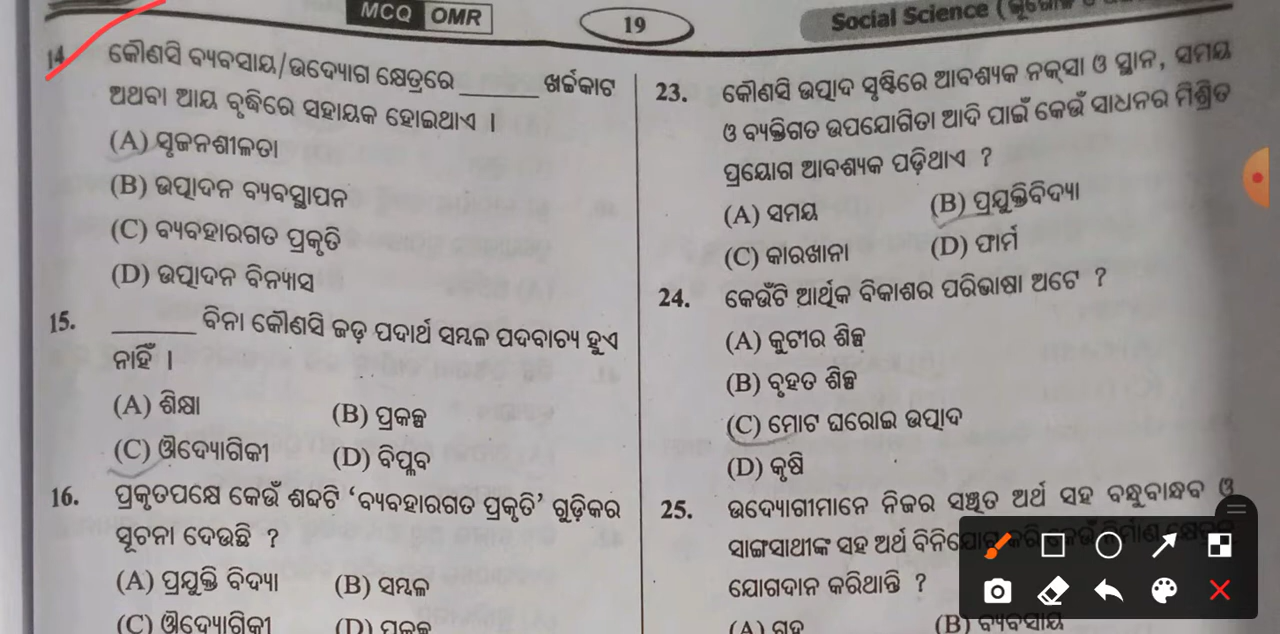 MCQ OMR
19
Social Science (ଭୂଗୋଳ ଓ
14.
କୌଣସି ବ୍ୟବସାୟ/ଉଦ୍ୟୋଗ କ୍ଷେତ୍ରରେ ______ ଖର୍ଚ୍ଚକାଟ
ଅଥବା ଆୟ ବୃଦ୍ଧିରେ ସହାୟକ ହୋଇଥାଏ ।
(A) ସୃଜନଶୀଳତା
(B) ଉତ୍ପାଦନ ବ୍ୟବସ୍ଥାପନ
(C) ବ୍ୟବହାରଗତ ପ୍ରକୃତି
(D) ଉତ୍ପାଦନ ବିନ୍ୟାସ
15. ______ ବିନା କୌଣସି ଜଡ଼ ପଦାର୍ଥ ସମ୍ବଳ ପଦବାଚ୍ୟ ହୁଏ
ନାହିଁ ।
(A) ଶିକ୍ଷା (B) ପ୍ରକଳ୍ପ
(C) ଔଦ୍ୟୋଗିକୀ (D) ବିପ୍ଳବ
16. ପ୍ରକୃତପକ୍ଷେ କେଉଁ ଶବ୍ଦଟି ‘ବ୍ୟବହାରଗତ ପ୍ରକୃତି’ ଗୁଡ଼ିକର
ସୂଚନା ଦେଉଛି ?
(A) ପ୍ରଯୁକ୍ତି ବିଦ୍ୟା (B) ସମ୍ବଳ
(C) ଔଦ୍ୟୋଗିକୀ (D) ପ୍ରକଳ୍ପ
23. କୌଣସି ଉତ୍ପାଦ ସୃଷ୍ଟିରେ ଆବଶ୍ୟକ ନକ୍ସା ଓ ସ୍ଥାନ, ସମୟ
ଓ ବ୍ୟକ୍ତିଗତ ଉପଯୋଗିତା ଆଦି ପାଇଁ କେଉଁ ସାଧନର ମିଶ୍ରିତ
ପ୍ରୟୋଗ ଆବଶ୍ୟକ ପଡ଼ିଥାଏ ?
(A) ସମୟ (B) ପ୍ରଯୁକ୍ତିବିଦ୍ୟା
(C) କାରଖାନା (D) ଫାର୍ମ
24. କେଉଁଟି ଆର୍ଥିକ ବିକାଶର ପରିଭାଷା ଅଟେ ?
(A) କୁଟୀର ଶିଳ୍ପ
(B) ବୃହତ ଶିଳ୍ପ
(C) ମୋଟ ଘରୋଇ ଉତ୍ପାଦ
(D) କୃଷି
25. ଉଦ୍ୟୋଗୀମାନେ ନିଜର ସଞ୍ଚିତ ଅର୍ଥ ସହ ବନ୍ଧୁବାନ୍ଧବ ଓ
ସାଙ୍ଗସାଥୀଙ୍କ ସହ ଅର୍ଥ ବିନିଯୋଗ କରି କେଉଁ ନିର୍ମାଣ
ଯୋଗଦାନ କରିଥାନ୍ତି ?
(A) ଗୃହ (B) ବ୍ୟବସାୟ